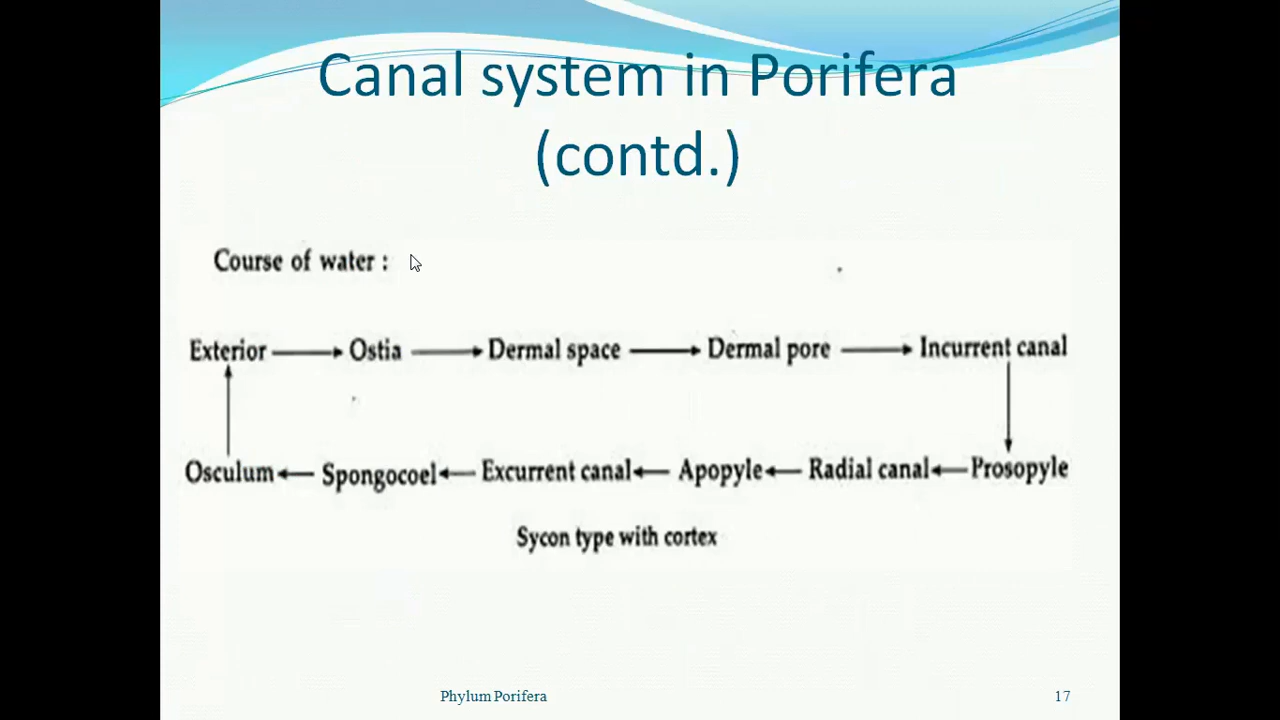 Canal system in Porifera
(contd.)
Course of water :
Exterior → Ostia → Dermal space → Dermal pore → Incurrent canal
Osculum ← Spongocoel ← Excurrent canal ← Apopyle ← Radial canal ← Prosopyle
Sycon type with cortex
Phylum Porifera 17